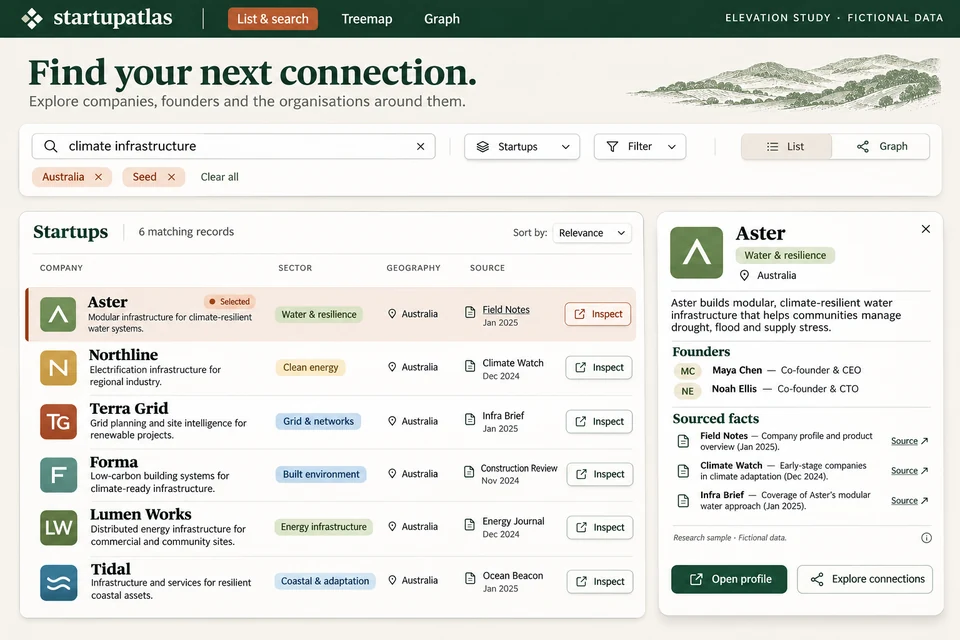 startupatlas
List & search
Treemap
Graph
ELEVATION STUDY · FICTIONAL DATA
Find your next connection.
Explore companies, founders and the organisations around them.
climate infrastructure
Startups
Filter
List
Graph
Australia
Seed
Clear all
Startups
6 matching records
Sort by:
Relevance
COMPANY
SECTOR
GEOGRAPHY
SOURCE
Aster
Selected
Modular infrastructure for climate-resilient
water systems.
Water & resilience
Australia
Field Notes
Jan 2025
Inspect
N
Northline
Electrification infrastructure for
regional industry.
Clean energy
Australia
Climate Watch
Dec 2024
Inspect
TG
Terra Grid
Grid planning and site intelligence for
renewable projects.
Grid & networks
Australia
Infra Brief
Jan 2025
Inspect
F
Forma
Low-carbon building systems for
climate-ready infrastructure.
Built environment
Australia
Construction Review
Nov 2024
Inspect
LW
Lumen Works
Distributed energy infrastructure for
commercial and community sites.
Energy infrastructure
Australia
Energy Journal
Dec 2024
Inspect
Tidal
Infrastructure and services for resilient
coastal assets.
Coastal & adaptation
Australia
Ocean Beacon
Jan 2025
Inspect
Aster
Water & resilience
Australia
Aster builds modular, climate-resilient water
infrastructure that helps communities manage
drought, flood and supply stress.
Founders
MC
Maya Chen — Co-founder & CEO
NE
Noah Ellis — Co-founder & CTO
Sourced facts
Field Notes — Company profile and product
overview (Jan 2025).
Source ↗
Climate Watch — Early-stage companies
in climate adaptation (Dec 2024).
Source ↗
Infra Brief — Coverage of Aster's modular
water approach (Jan 2025).
Source ↗
Research sample · Fictional data.
Open profile
Explore connections